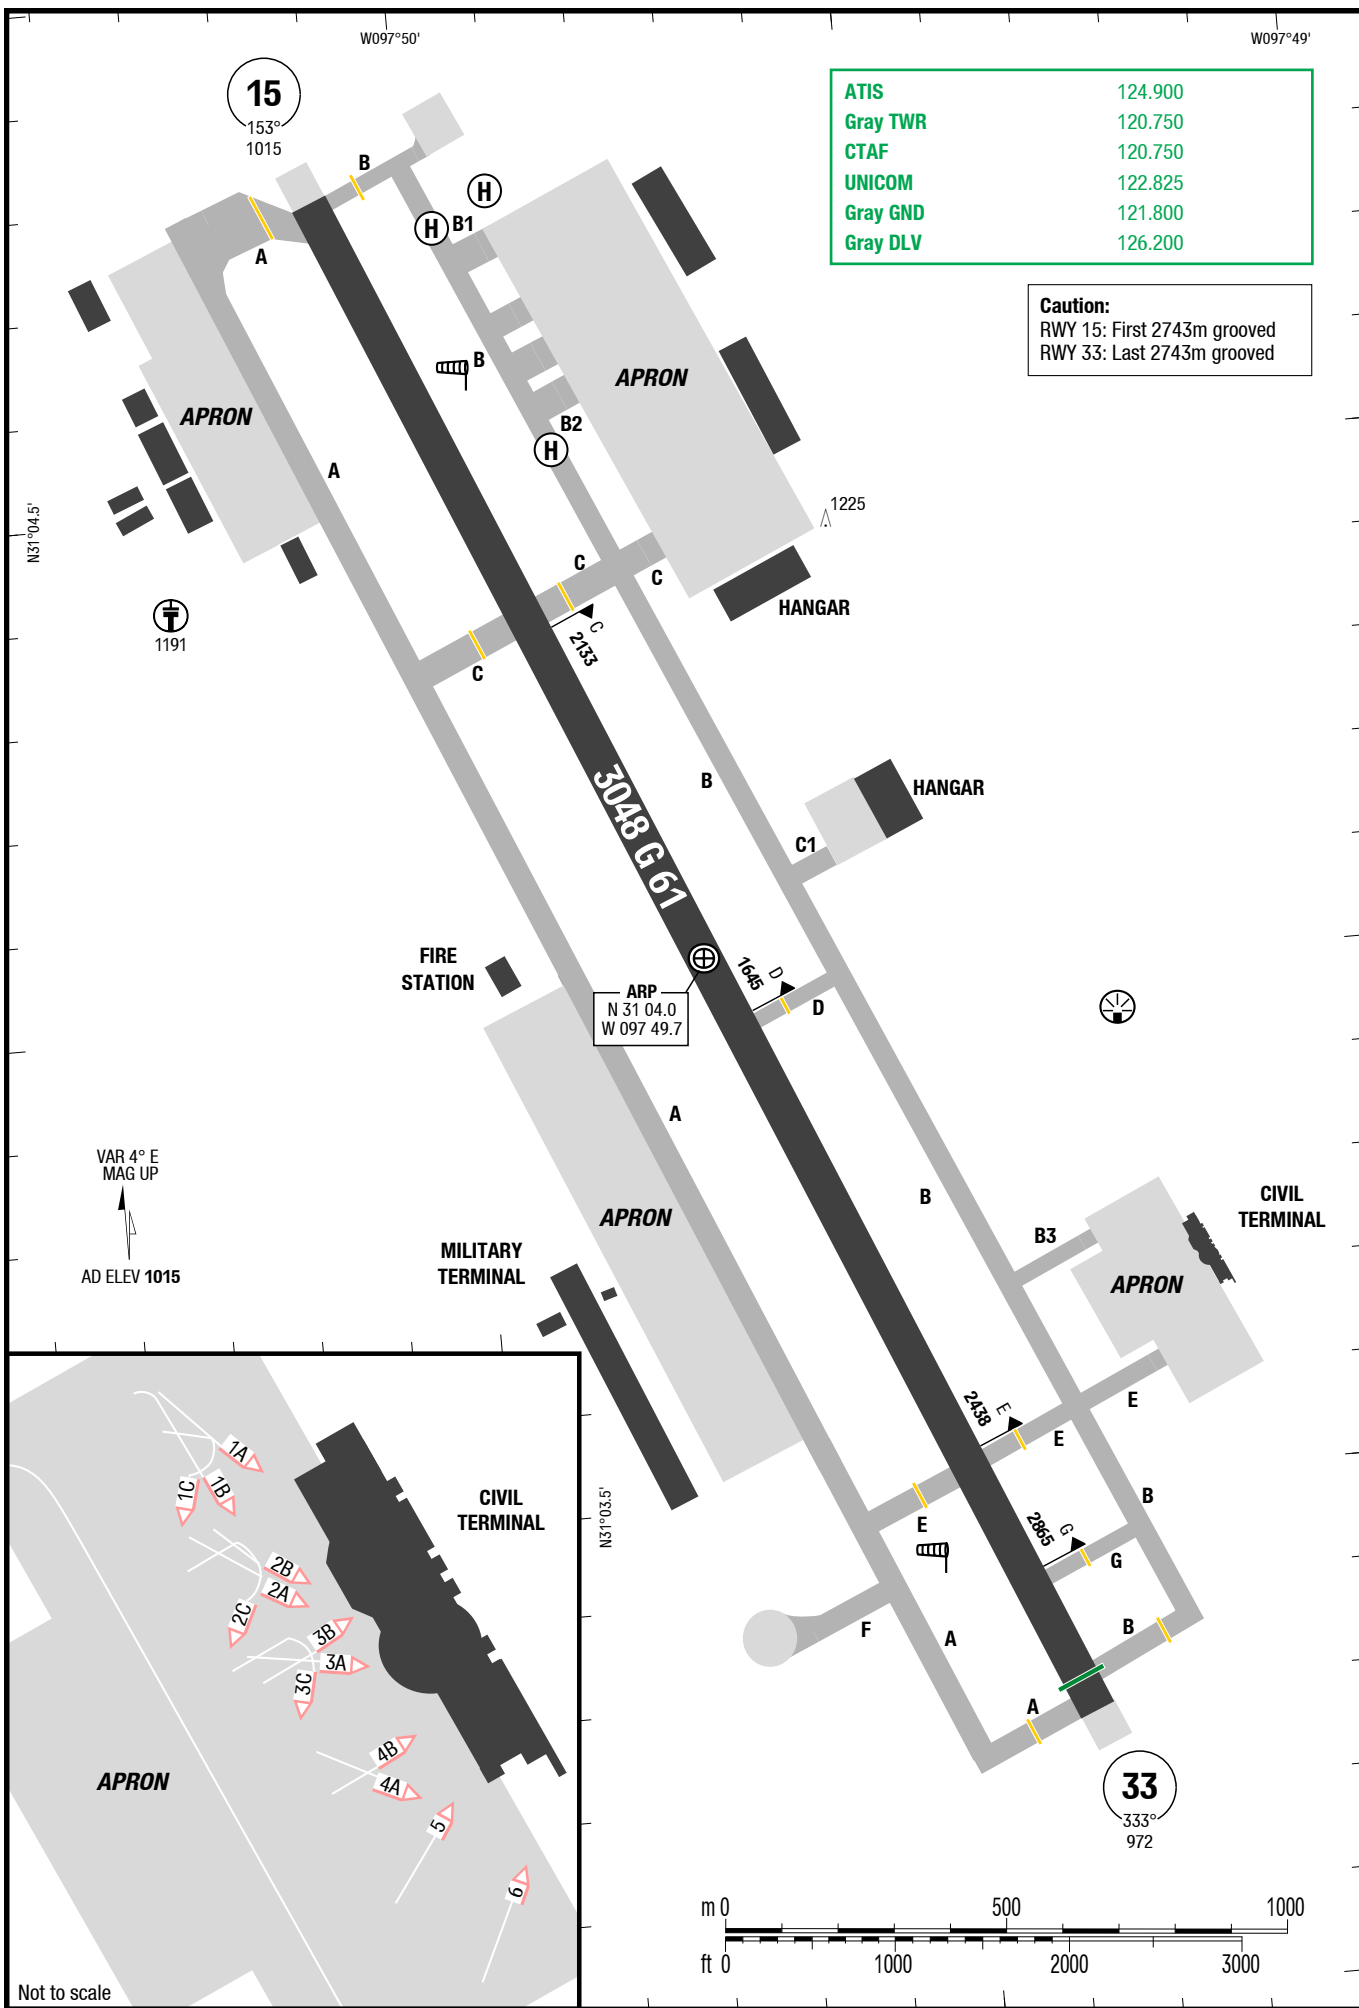 W097°50'
W097°49'
15
153°
1015
ATIS 124.900
Gray TWR 120.750
CTAF 120.750
UNICOM 122.825
Gray GND 121.800
Gray DLV 126.200
Caution:
RWY 15: First 2743m grooved
RWY 33: Last 2743m grooved
B
H
H
B1
A
B
APRON
APRON
B2
H
A
1225
N31°04.5'
C
C
HANGAR
1191
C
2133
C
B
3048 G 61
HANGAR
C1
FIRE
STATION
1645
D
D
ARP
N 31 04.0
W 097 49.7
A
VAR 4° E
MAG UP
AD ELEV 1015
B
CIVIL
TERMINAL
APRON
B3
MILITARY
TERMINAL
APRON
2438
E
E
E
B
E
N31°03.5'
2865
G
G
F
A
B
A
33
333°
972
1A
1B
1C
CIVIL
TERMINAL
2B
2A
2C
3B
3A
3C
4B
4A
APRON
5
6
Not to scale
m 0 500 1000
ft 0 1000 2000 3000